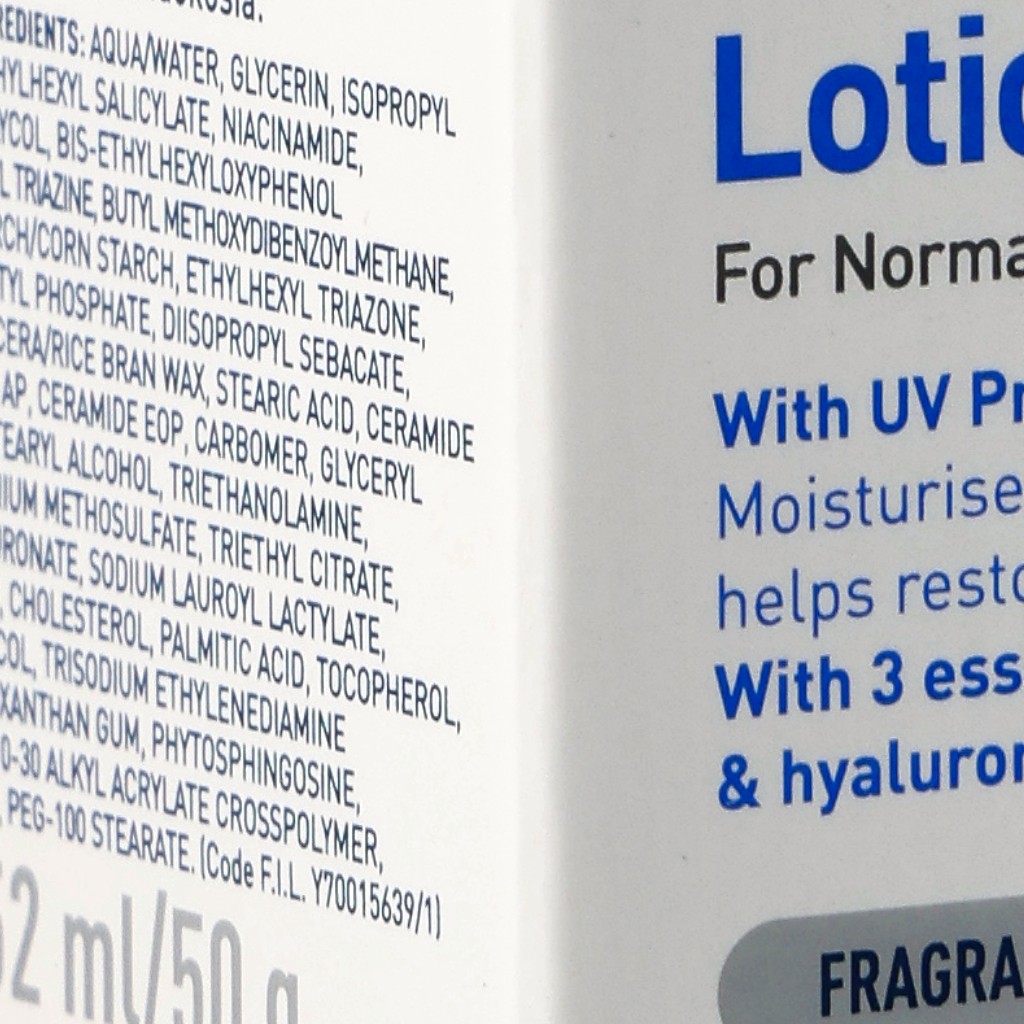 REDIENTS: AQUA/WATER, GLYCERIN, ISOPROPYL
HYLHEXYL SALICYLATE, NIACINAMIDE,
YCOL, BIS-ETHYLHEXYLOXYPHENOL
L TRIAZINE, BUTYL METHOXYDIBENZOYLMETHANE,
RCH/CORN STARCH, ETHYLHEXYL TRIAZONE,
TYL PHOSPHATE, DIISOPROPYL SEBACATE,
CERA/RICE BRAN WAX, STEARIC ACID, CERAMIDE
AP, CERAMIDE EOP, CARBOMER, GLYCERYL
TEARYL ALCOHOL, TRIETHANOLAMINE,
IUM METHOSULFATE, TRIETHYL CITRATE,
URONATE, SODIUM LAUROYL LACTYLATE,
, CHOLESTEROL, PALMITIC ACID, TOCOPHEROL,
COL, TRISODIUM ETHYLENEDIAMINE
XANTHAN GUM, PHYTOSPHINGOSINE,
0-30 ALKYL ACRYLATE CROSSPOLYMER,
, PEG-100 STEARATE. (Code F.I.L. Y70015639/1)
52 ml/50 g
Lotio
For Norma
With UV Pr
Moisturise
helps resto
With 3 ess
& hyaluron
FRAGRA